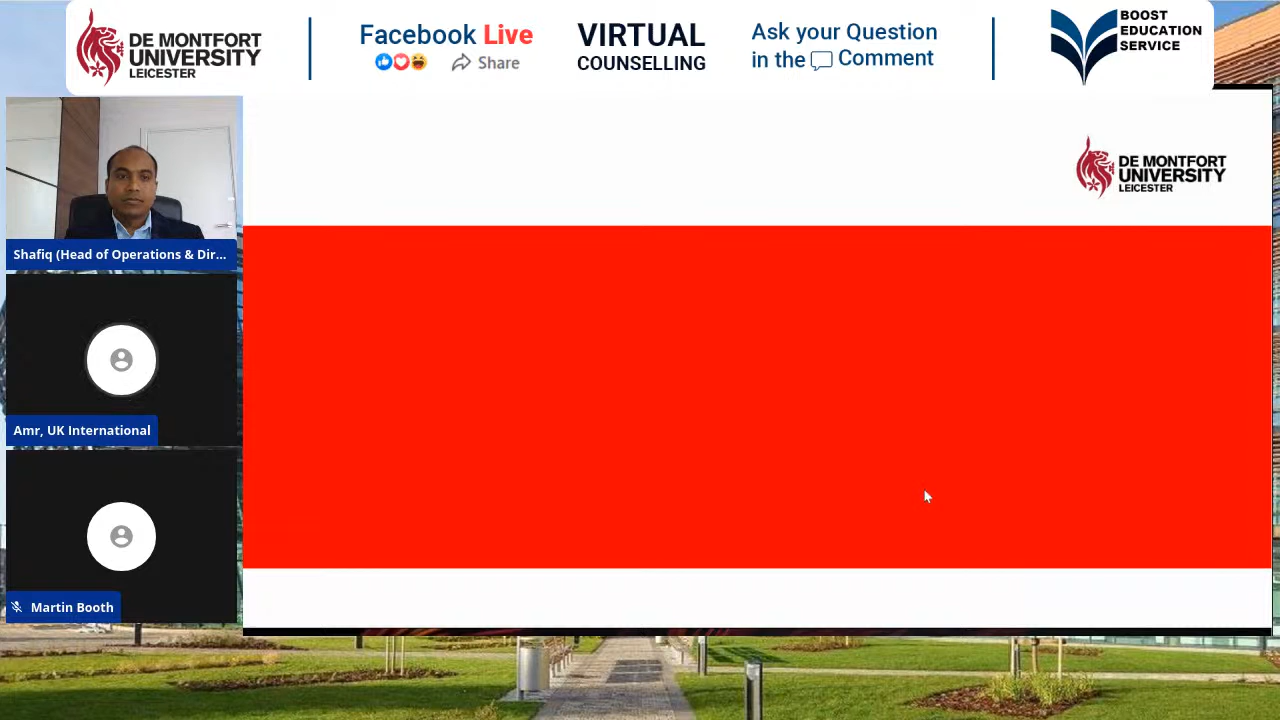 DE MONTFORT
UNIVERSITY
LEICESTER
Facebook Live
Share
VIRTUAL
COUNSELLING
Ask your Question
in the Comment
BOOST
EDUCATION
SERVICE
DE MONTFORT
UNIVERSITY
LEICESTER
Shafiq (Head of Operations & Dir...
Amr, UK International
Martin Booth